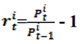 r_t^i = P_t^i / P_{t-1}^i - 1